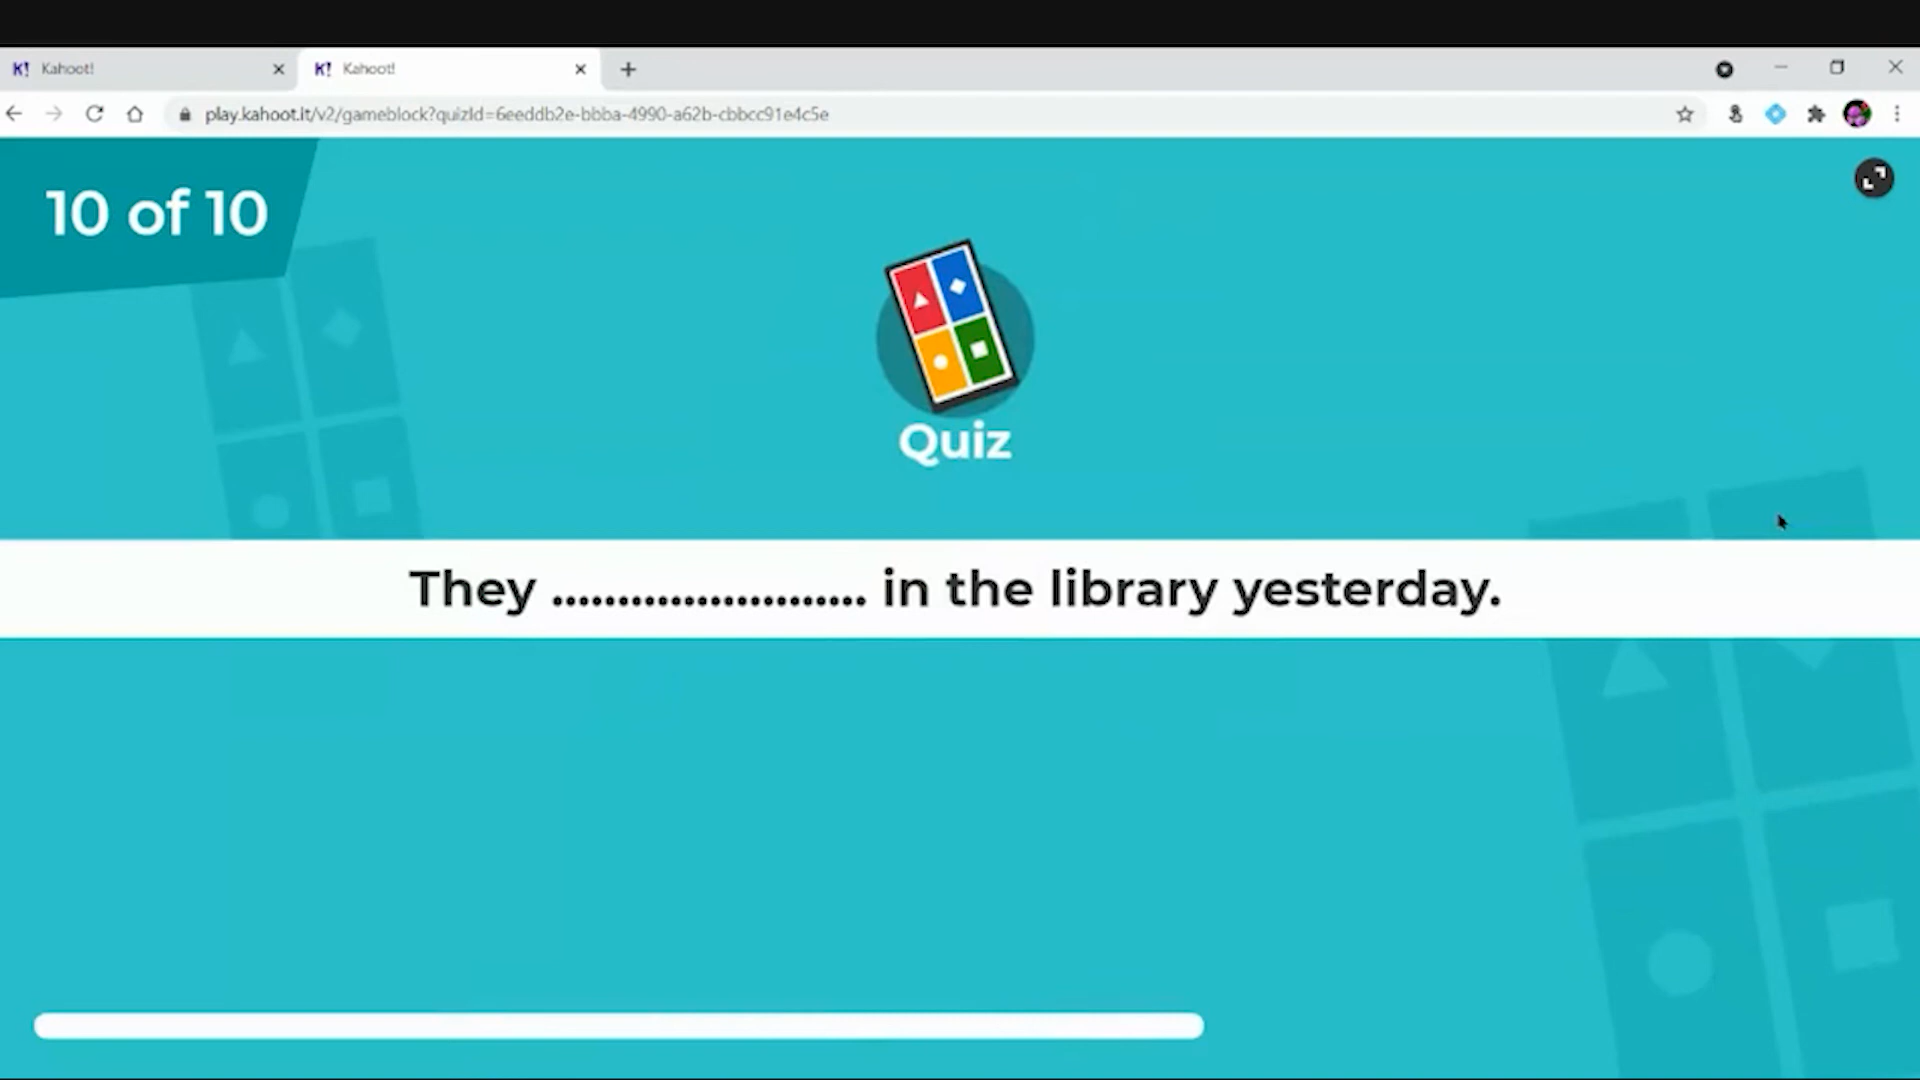 K! Kahoot!
K! Kahoot!
play.kahoot.it/v2/gameblock?quizId=6eeddb2e-bbba-4990-a62b-cbbcc91e4c5e
10 of 10
Quiz
They ........................ in the library yesterday.